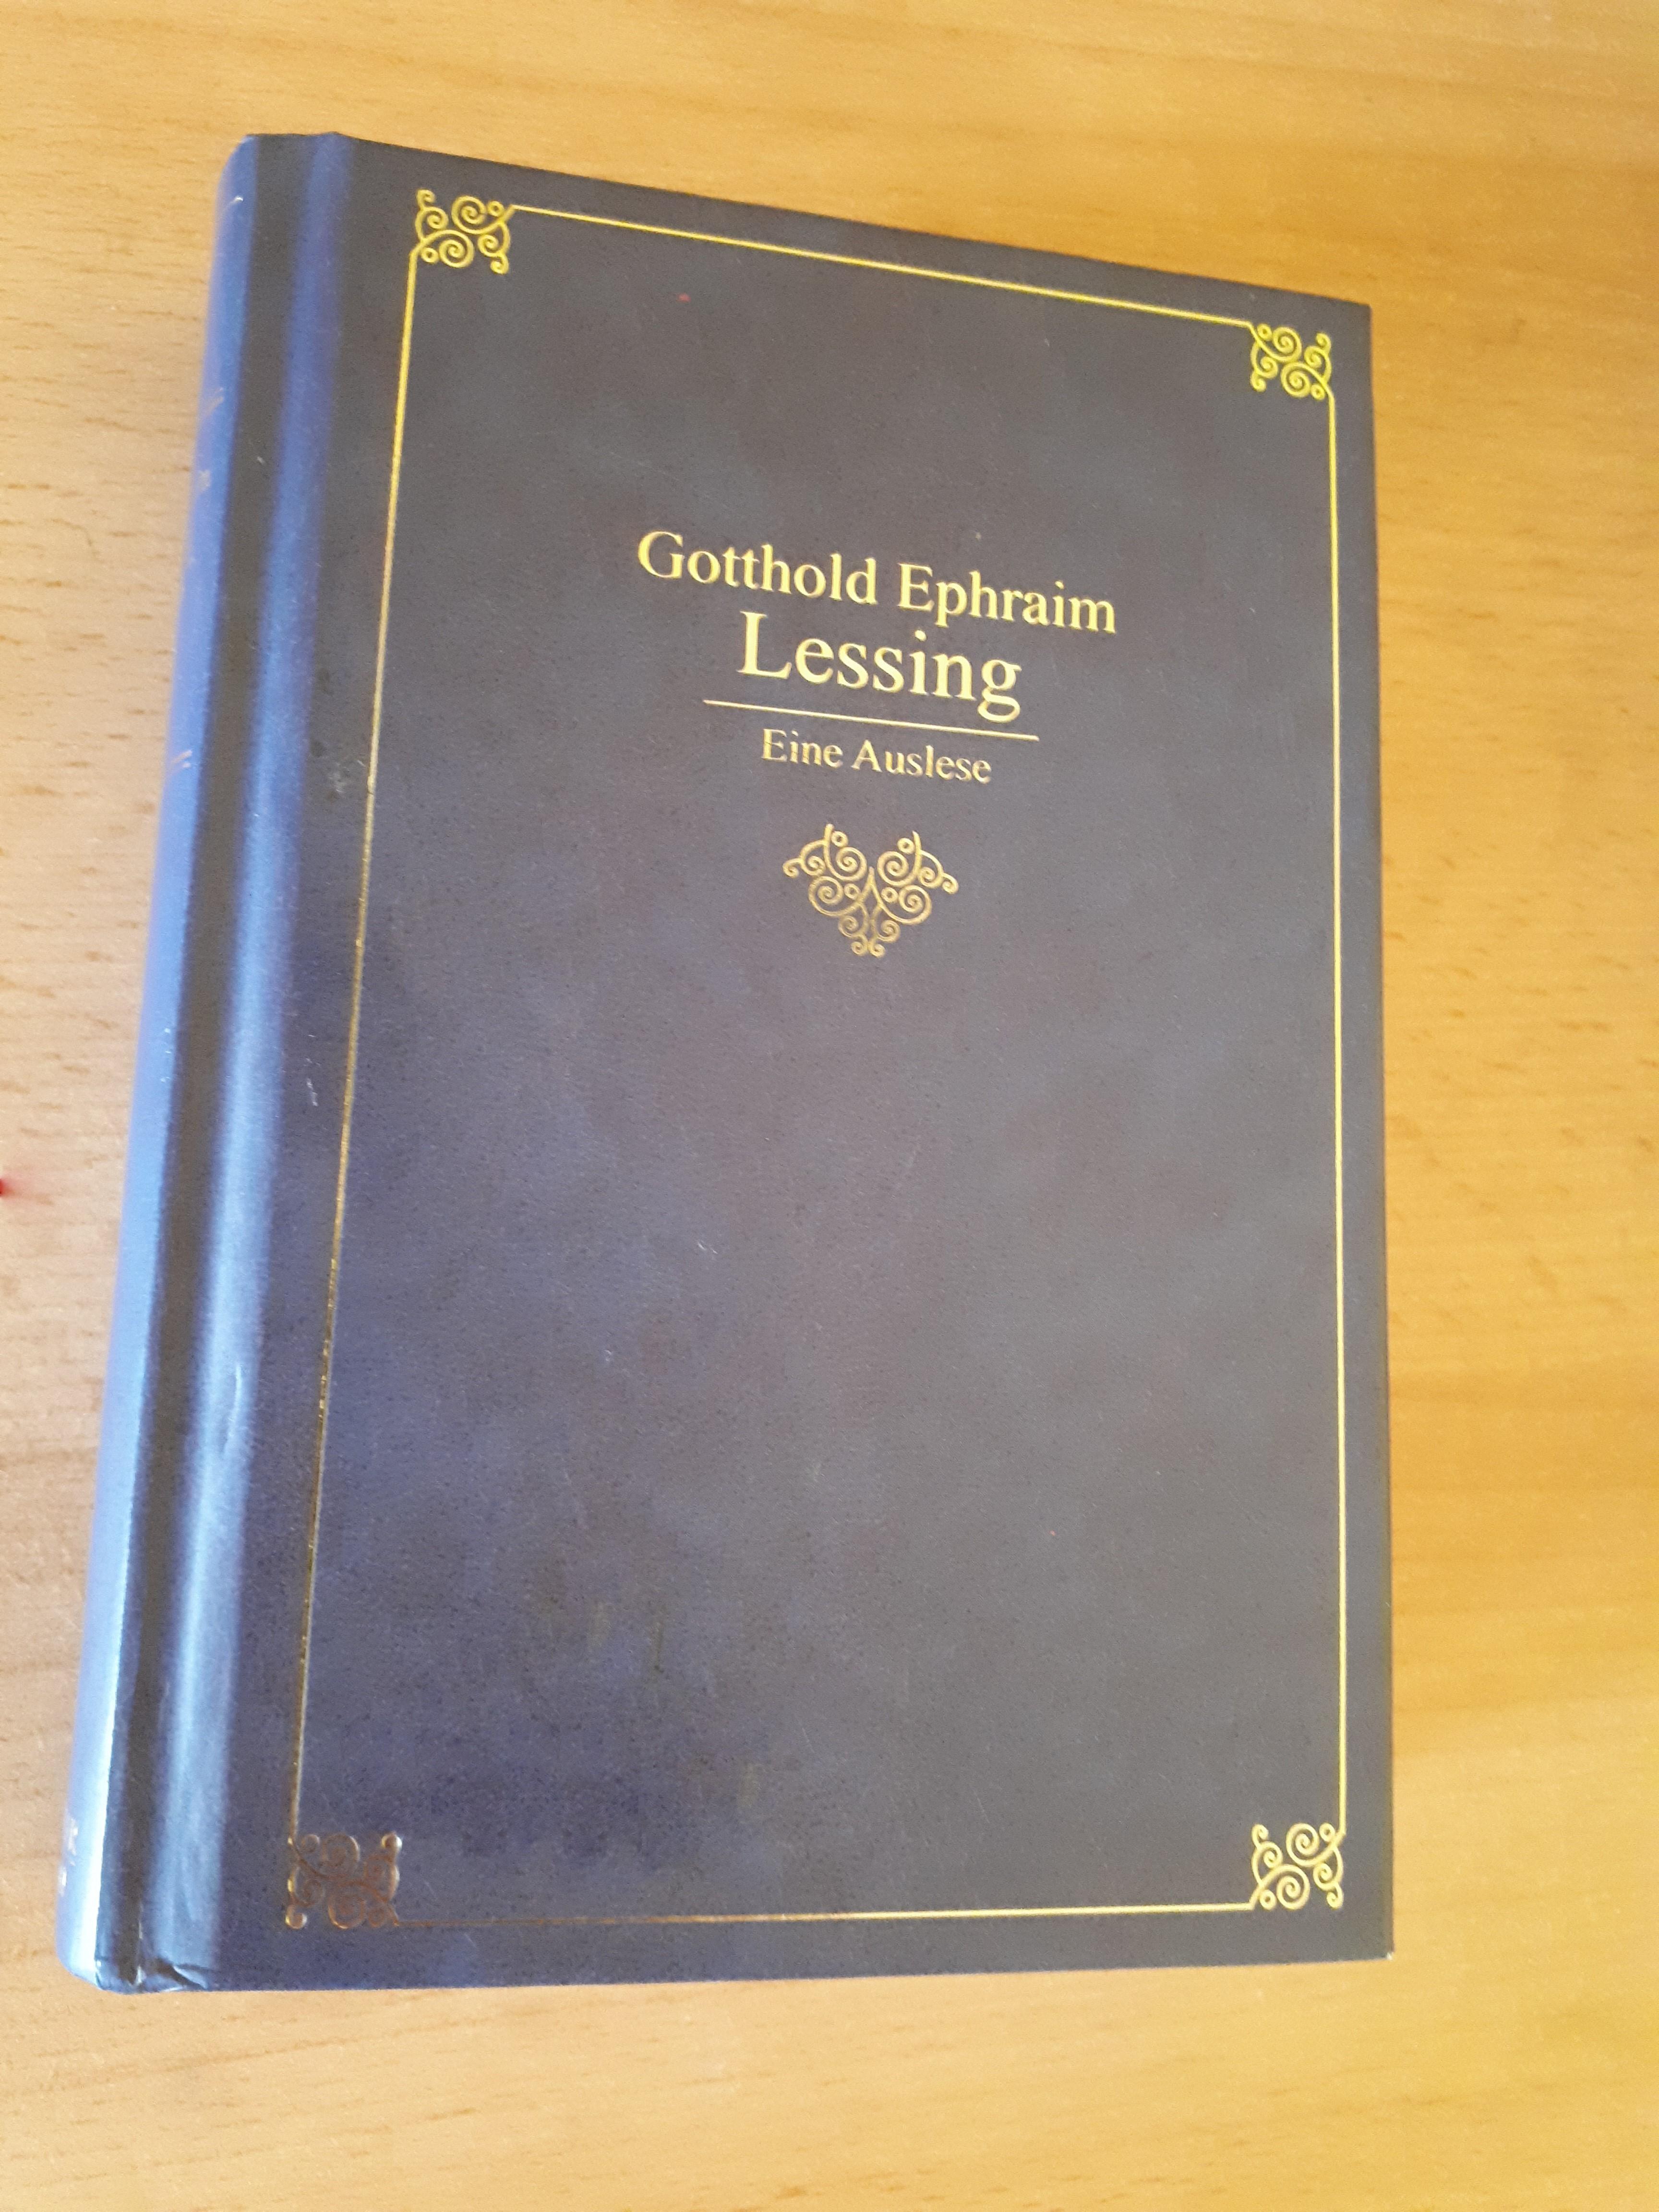 Gotthold Ephraim
Lessing
Eine Auslese